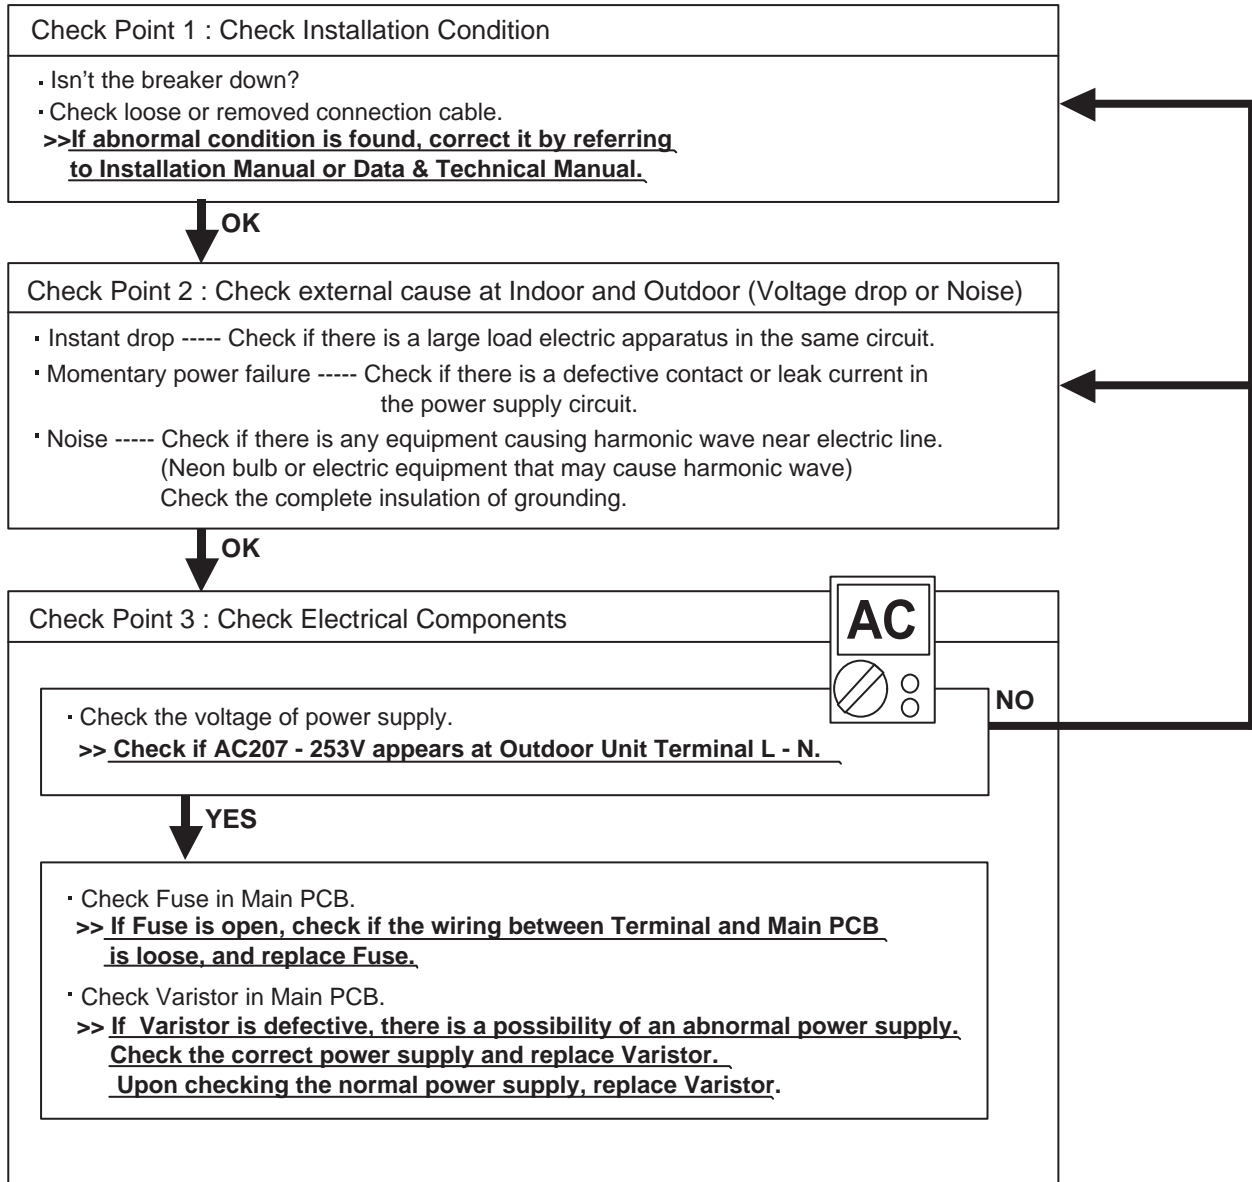 Check Point 1 : Check Installation Condition
· Isn't the breaker down?
· Check loose or removed connection cable.
>>If abnormal condition is found, correct it by referring
to Installation Manual or Data & Technical Manual.
OK
Check Point 2 : Check external cause at Indoor and Outdoor (Voltage drop or Noise)
· Instant drop ----- Check if there is a large load electric apparatus in the same circuit.
· Momentary power failure ----- Check if there is a defective contact or leak current in
the power supply circuit.
· Noise ----- Check if there is any equipment causing harmonic wave near electric line.
(Neon bulb or electric equipment that may cause harmonic wave)
Check the complete insulation of grounding.
OK
Check Point 3 : Check Electrical Components
AC
NO
· Check the voltage of power supply.
>> Check if AC207 - 253V appears at Outdoor Unit Terminal L - N.
YES
· Check Fuse in Main PCB.
>> If Fuse is open, check if the wiring between Terminal and Main PCB
is loose, and replace Fuse.
· Check Varistor in Main PCB.
>> If Varistor is defective, there is a possibility of an abnormal power supply.
Check the correct power supply and replace Varistor.
Upon checking the normal power supply, replace Varistor.